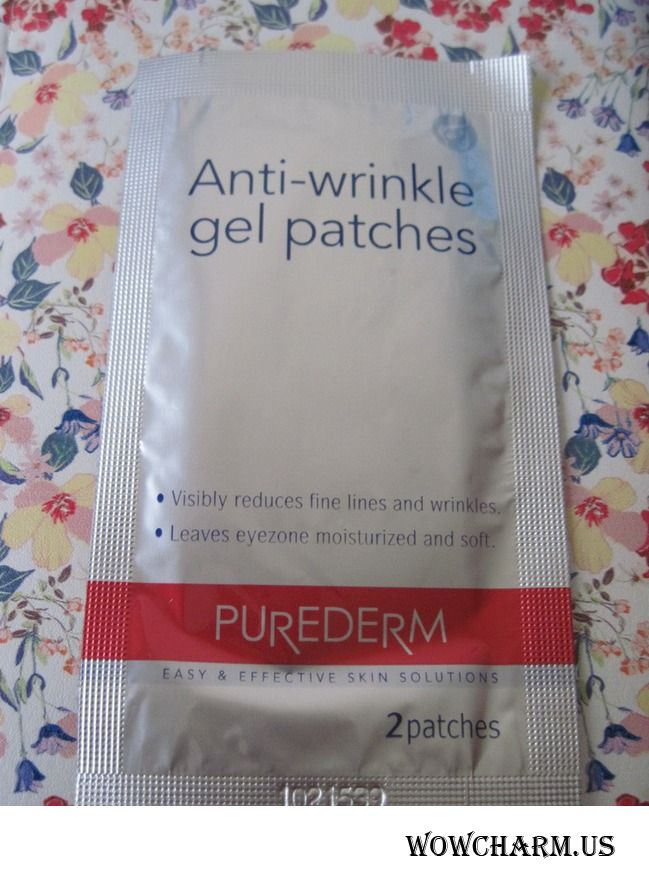 Anti-wrinkle
gel patches
• Visibly reduces fine lines and wrinkles.
• Leaves eyezone moisturized and soft.
PUREDERM
EASY & EFFECTIVE SKIN SOLUTIONS
2patches
1021539
WOWCHARM.US